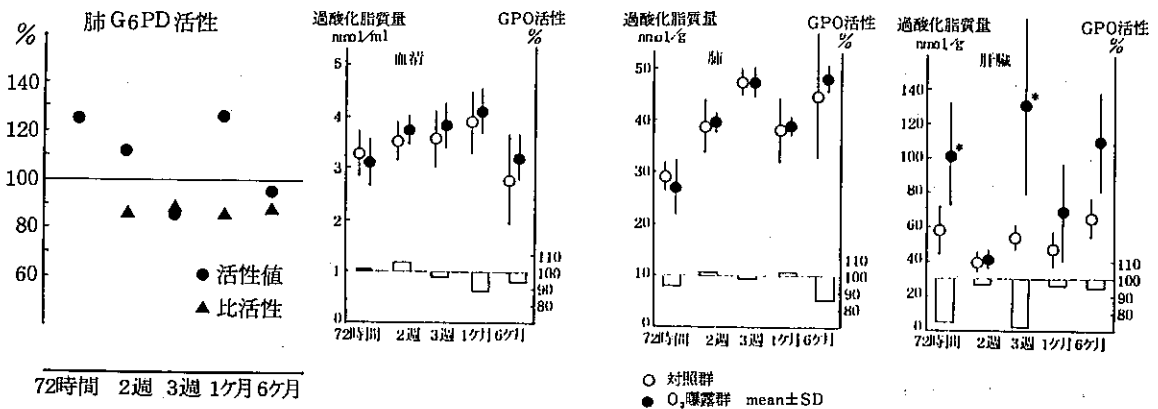 肺G6PD活性
%
140
120
100
80
60
● 活性値
▲ 比活性
72時間 2週 3週 1ケ月 6ケ月
過酸化脂質量
nmol/ml
GPO活性
%
血清
5
4
3
2
1
0
110
100
90
80
72時間 2週 3週 1ケ月 6ケ月
過酸化脂質量
nmol/g
GPO活性
%
肺
50
40
30
20
10
0
110
100
90
80
72時間 2週 3週 1ケ月 6ケ月
過酸化脂質量
nmol/g
GPO活性
%
肝臓
140
120
100
80
60
40
20
0
*
*
110
100
90
80
72時間 2週 3週 1ケ月 6ケ月
○ 対照群
● O₃曝露群 mean±SD